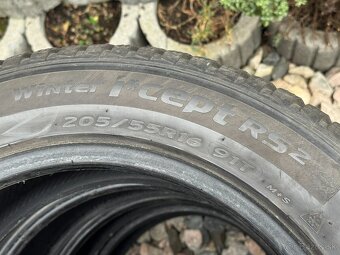 Winter i*cept RS2
205/55R16 91T M+S